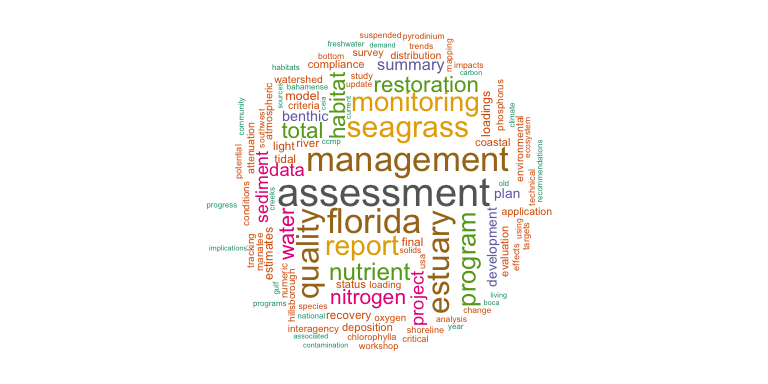 suspended pyrodinium
freshwater demand trends
bottom survey distribution mapping
habitats compliance summary impacts
watershed study restoration carbon
bahamense update
sources model habitat monitoring loadings phosphorus
criteria cea current
atmospheric benthic seagrass
community southwest total coastal climate
attenuation light river ccmp environmental ecosystem
potential tidal management
data technical recommendations
sediment assessment old
conditions creeks plan
progress florida application
water quality estuary program development using
implications report final evaluation effects targets
tracking manatee estimates solids usa
nutrient
gulf numeric status loading
hillsborough nitrogen project living
programs species boca
national recovery oxygen change
interagency deposition shoreline analysis year
associated chlorophylla critical
contamination workshop